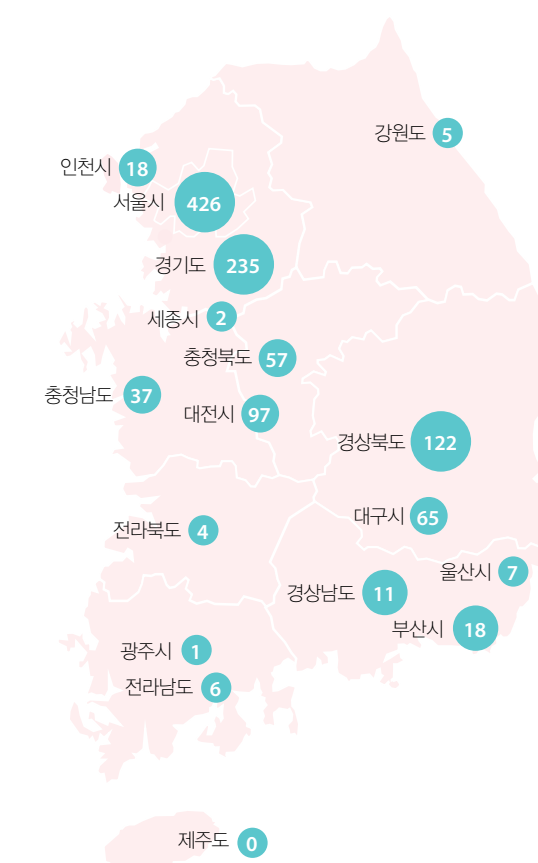 강원도 5
인천시 18
서울시 426
경기도 235
세종시 2
충청북도 57
충청남도 37
대전시 97
경상북도 122
대구시 65
전라북도 4
울산시 7
경상남도 11
부산시 18
광주시 1
전라남도 6
제주도 0